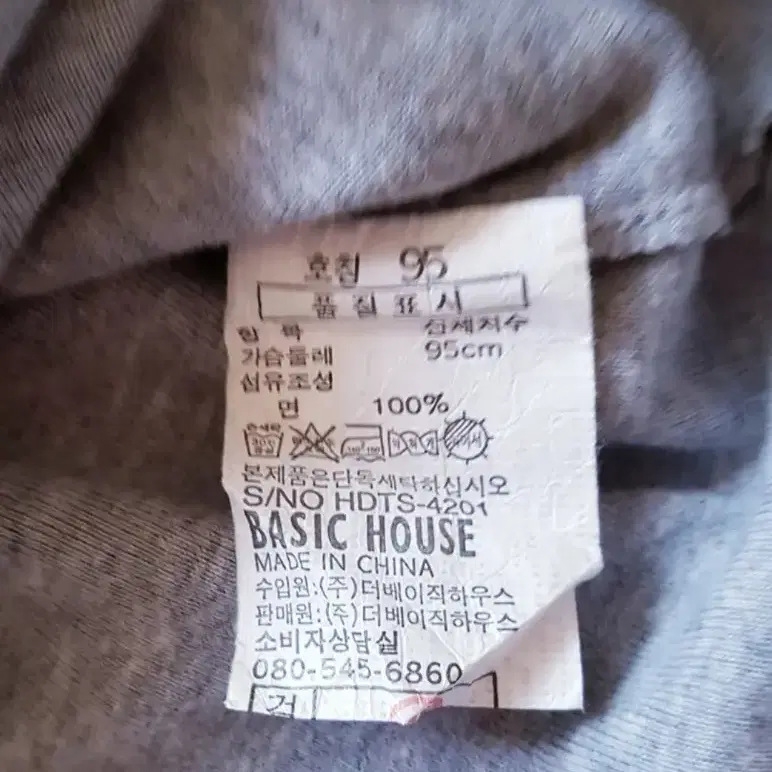 호칭 95
품질표시
항목 신체치수
가슴둘레 95cm
섬유조성
면 100%
본제품은단독세탁하십시오
S/NO HDTS-4201
BASIC HOUSE
MADE IN CHINA
수입원:(주)더베이직하우스
판매원:(주)더베이직하우스
소비자상담실
080-545-6860
검